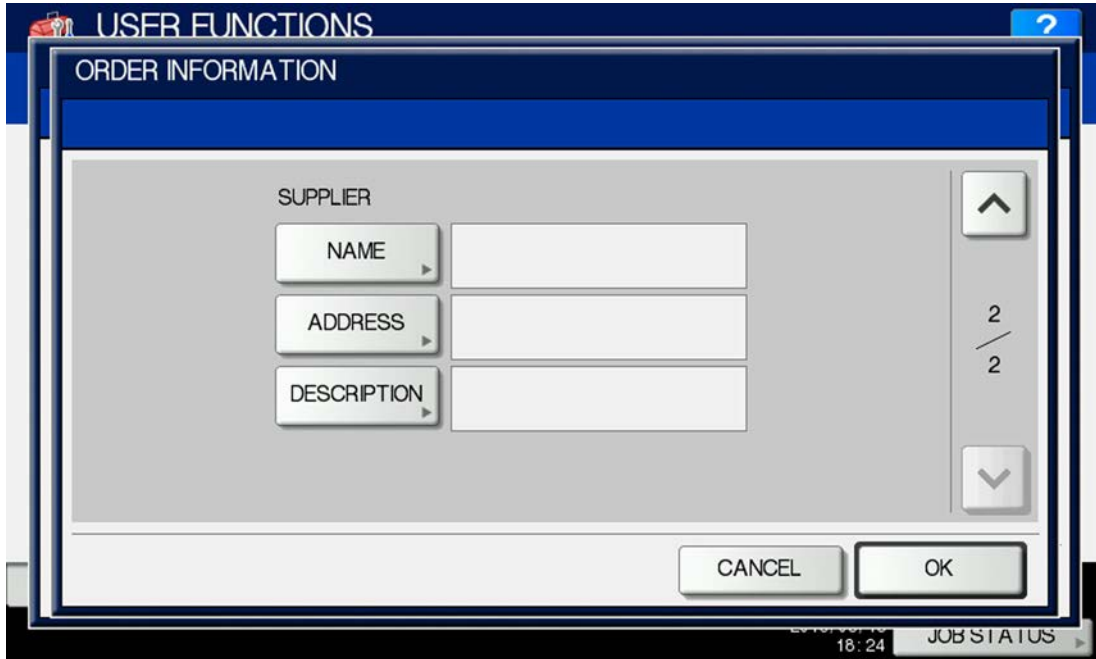 USER FUNCTIONS
?
ORDER INFORMATION
SUPPLIER
NAME
ADDRESS
2
DESCRIPTION
2
CANCEL
OK
JOB STATUS
18:24